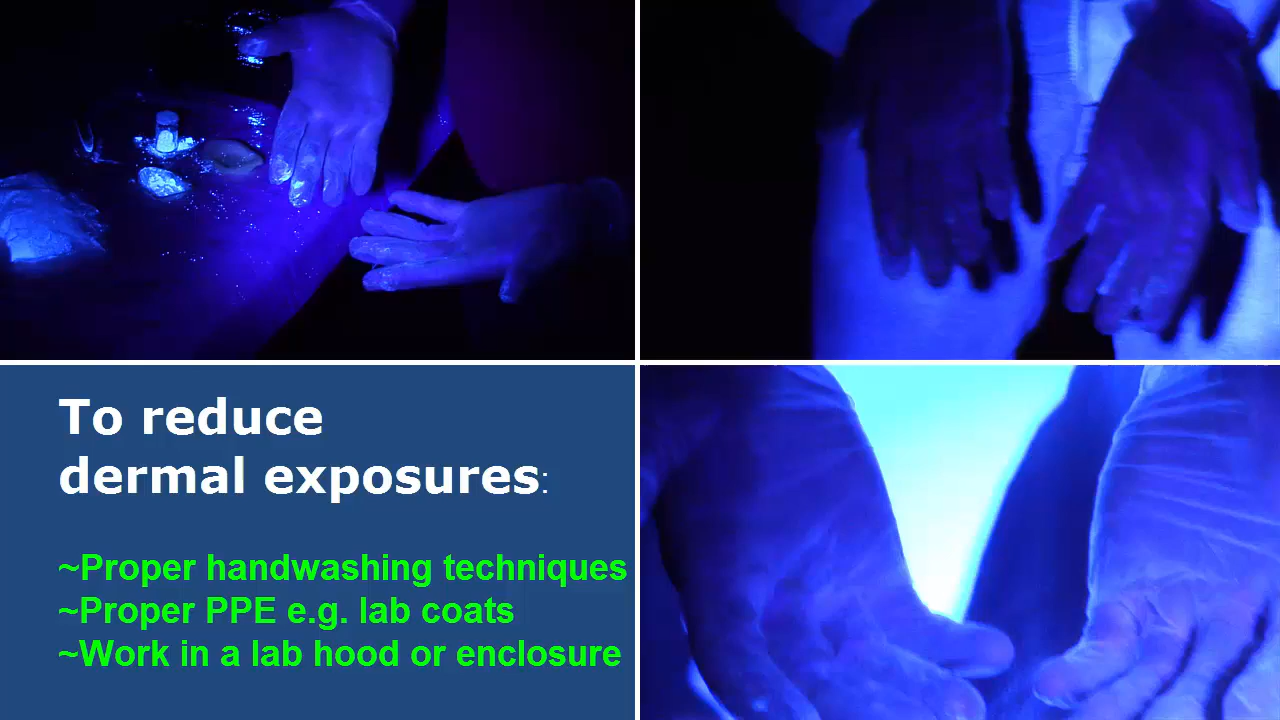 To reduce
dermal exposures:
~Proper handwashing techniques
~Proper PPE e.g. lab coats
~Work in a lab hood or enclosure